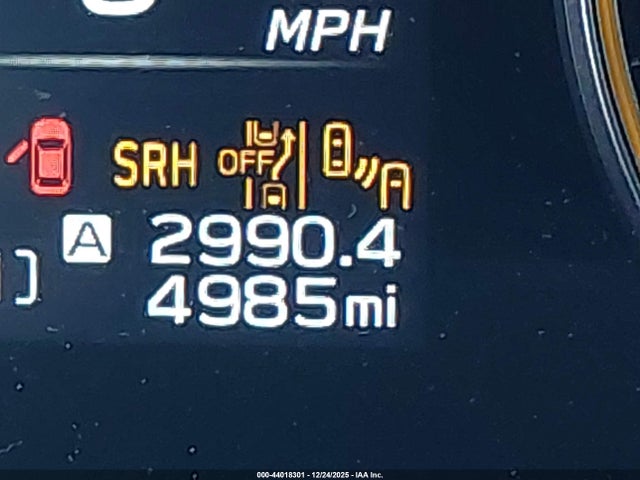 MPH
SRH OFF
A 2990.4
4985mi
000-44018301 - 12/24/2025 - IAA Inc.